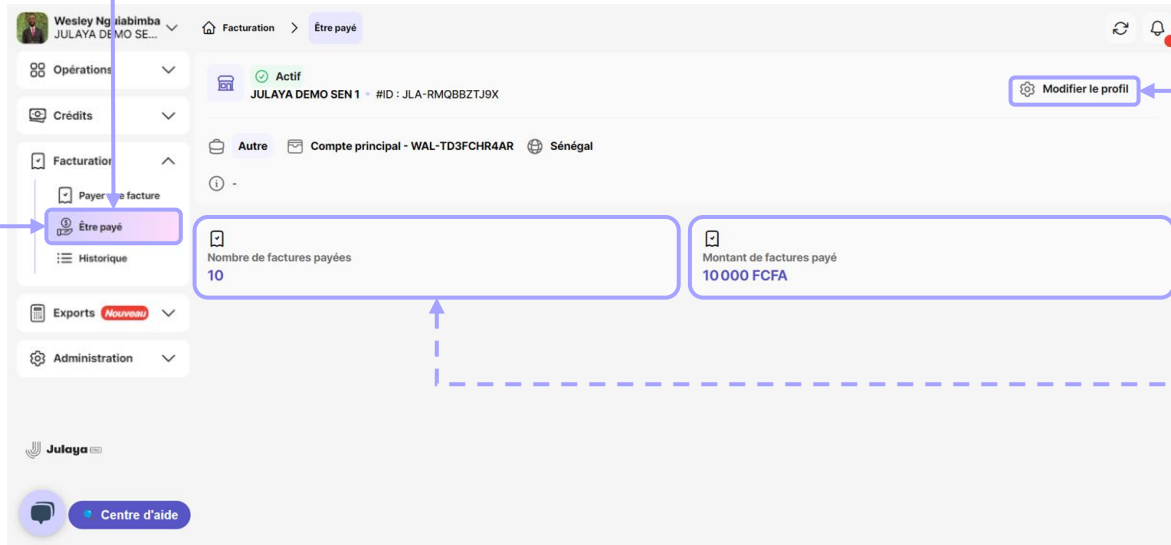 Wesley Nguiabimba
JULAYA DEMO SE...
Facturation > Être payé
Opérations
Actif
JULAYA DEMO SEN 1 • #ID : JLA-RMQBBZTJ9X
Modifier le profil
Crédits
Autre Compte principal - WAL-TD3FCHR4AR Sénégal
Facturation
-
Payer facture
Être payé
Historique
Nombre de factures payées
10
Montant de factures payé
10 000 FCFA
Exports Nouveau
Administration
Julaya
Centre d'aide